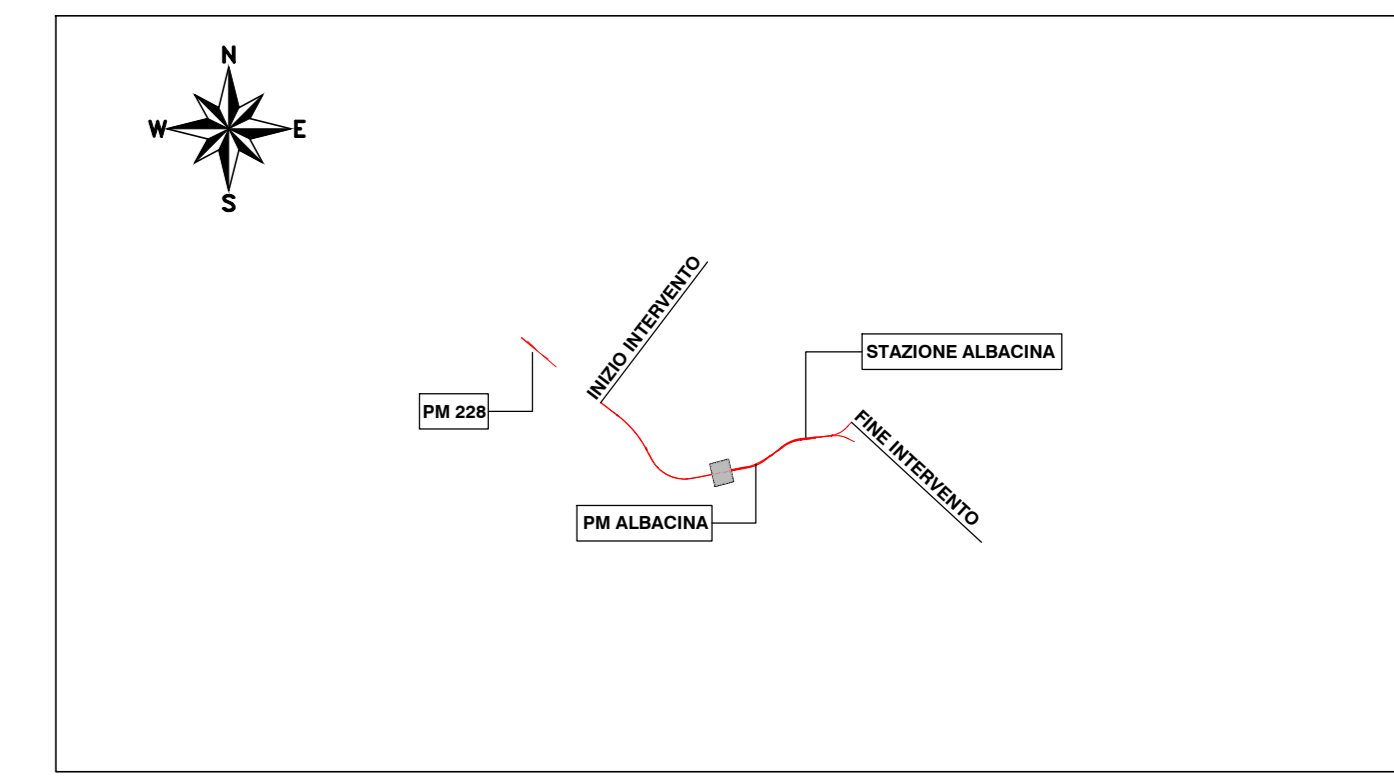 N
W
E
S
INIZIO INTERVENTO
STAZIONE ALBACINA
PM 228
FINE INTERVENTO
PM ALBACINA